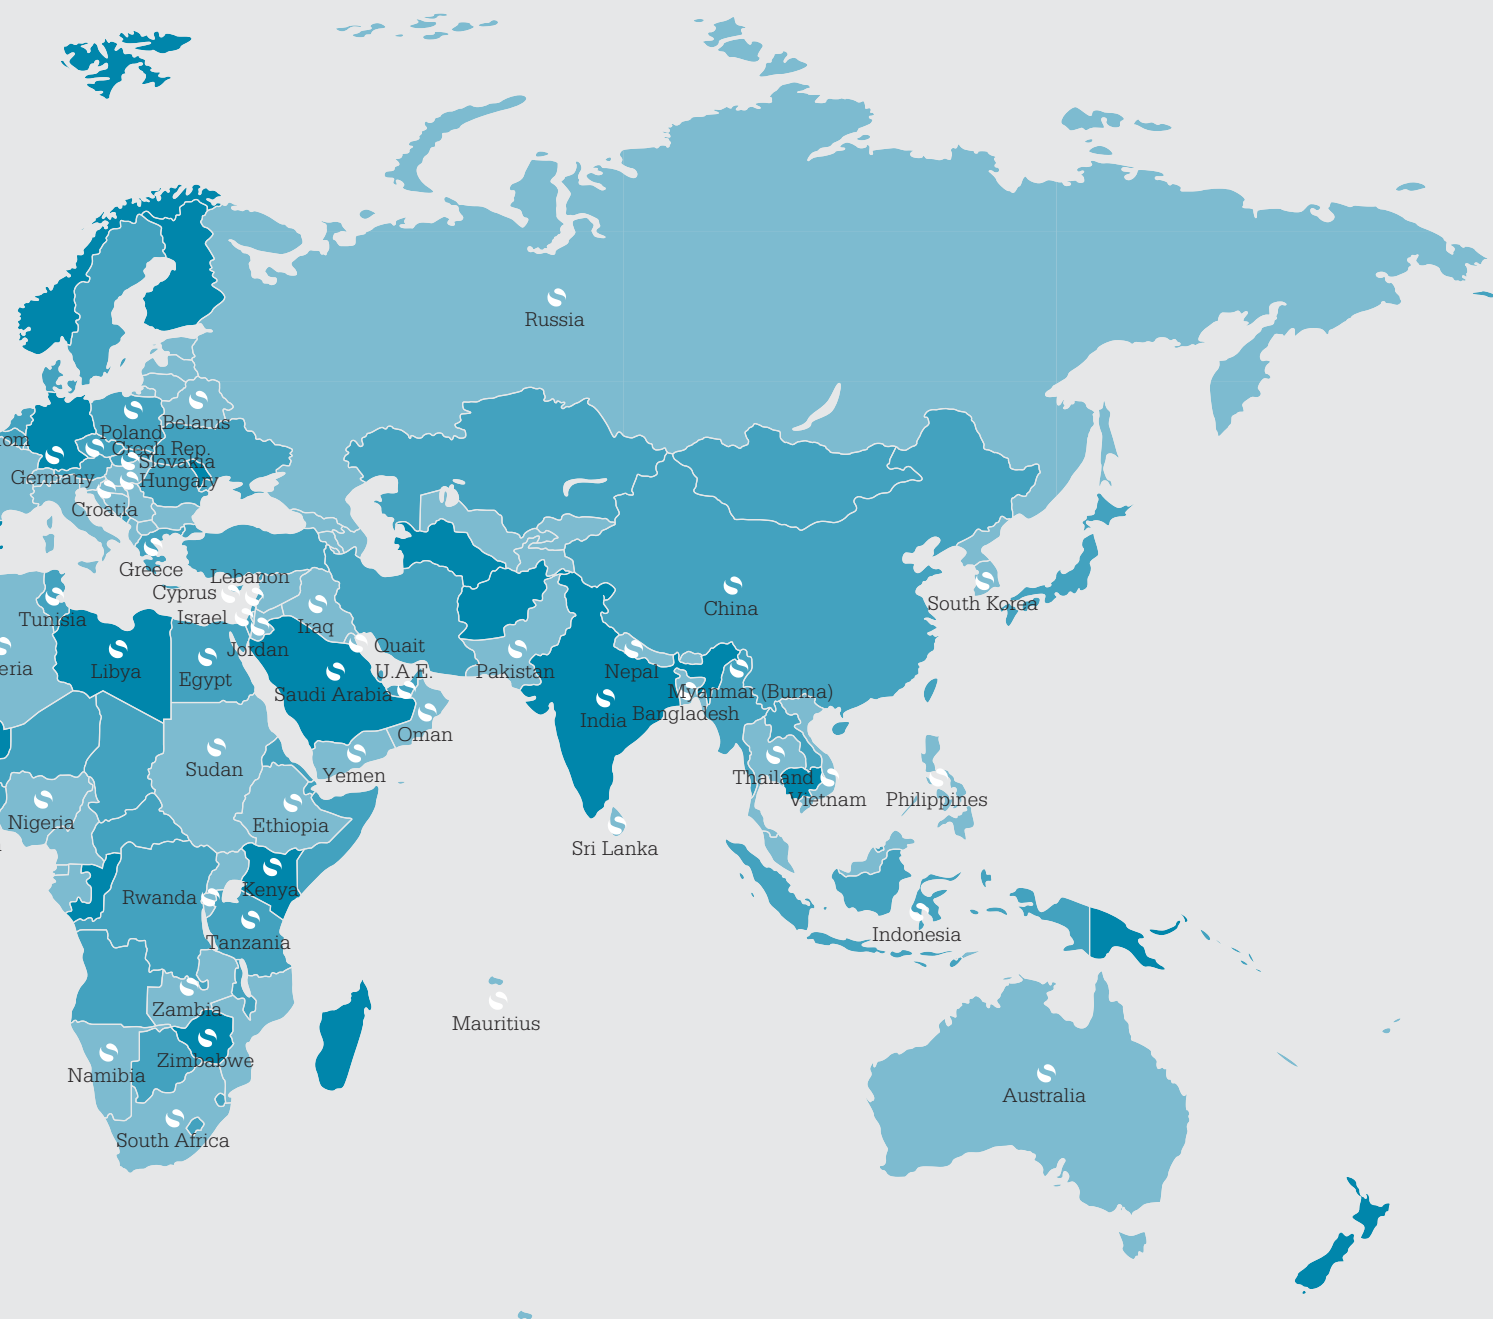 Russia
Belarus
Poland
om
Czech Rep.
Slovakia
Germany
Hungary
Croatia
Greece
Lebanon
Cyprus
Israel
Tunisia
Iraq
China
South Korea
Jordan
Quait
eria
Libya
Egypt
U.A.E.
Pakistan
Nepal
Saudi Arabia
Myanmar (Burma)
Bangladesh
India
Oman
Sudan
Yemen
Thailand
Vietnam
Philippines
Nigeria
Ethiopia
Sri Lanka
Rwanda
Kenya
Tanzania
Indonesia
Zambia
Mauritius
Zimbabwe
Namibia
Australia
South Africa